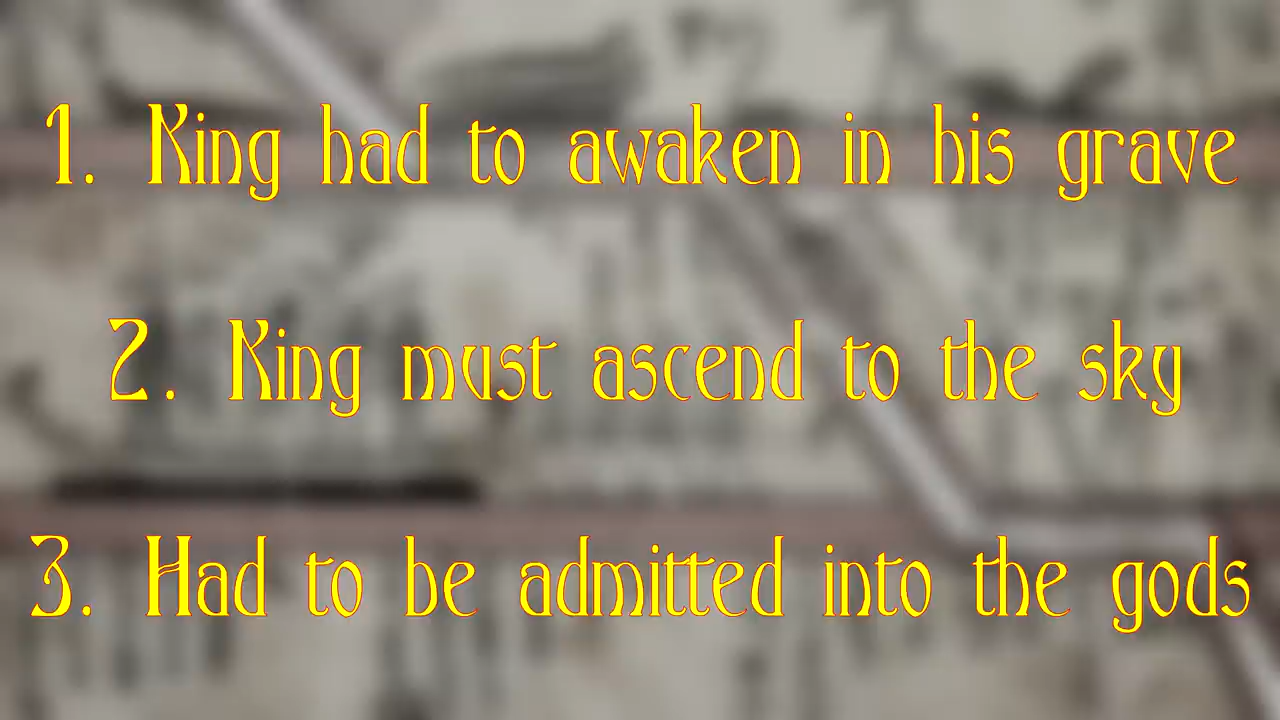 1. King had to awaken in his grave
2. King must ascend to the sky
3. Had to be admitted into the gods